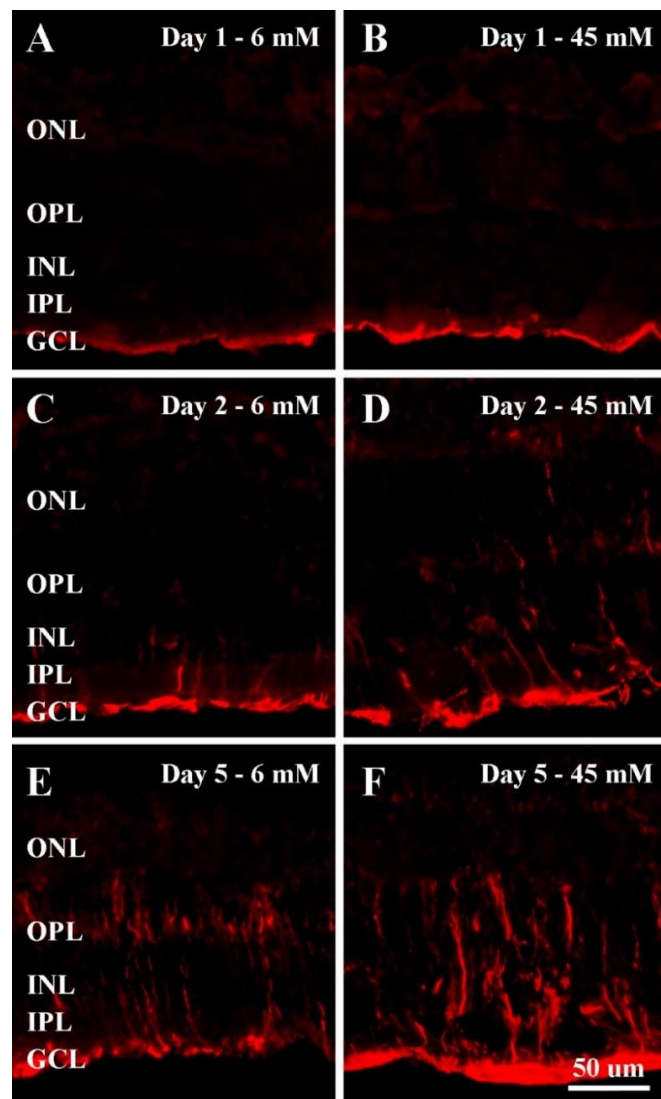 A Day 1 - 6 mM
B Day 1 - 45 mM
ONL
OPL
INL
IPL
GCL
C Day 2 - 6 mM
D Day 2 - 45 mM
ONL
OPL
INL
IPL
GCL
E Day 5 - 6 mM
F Day 5 - 45 mM
ONL
OPL
INL
IPL
GCL
50 um